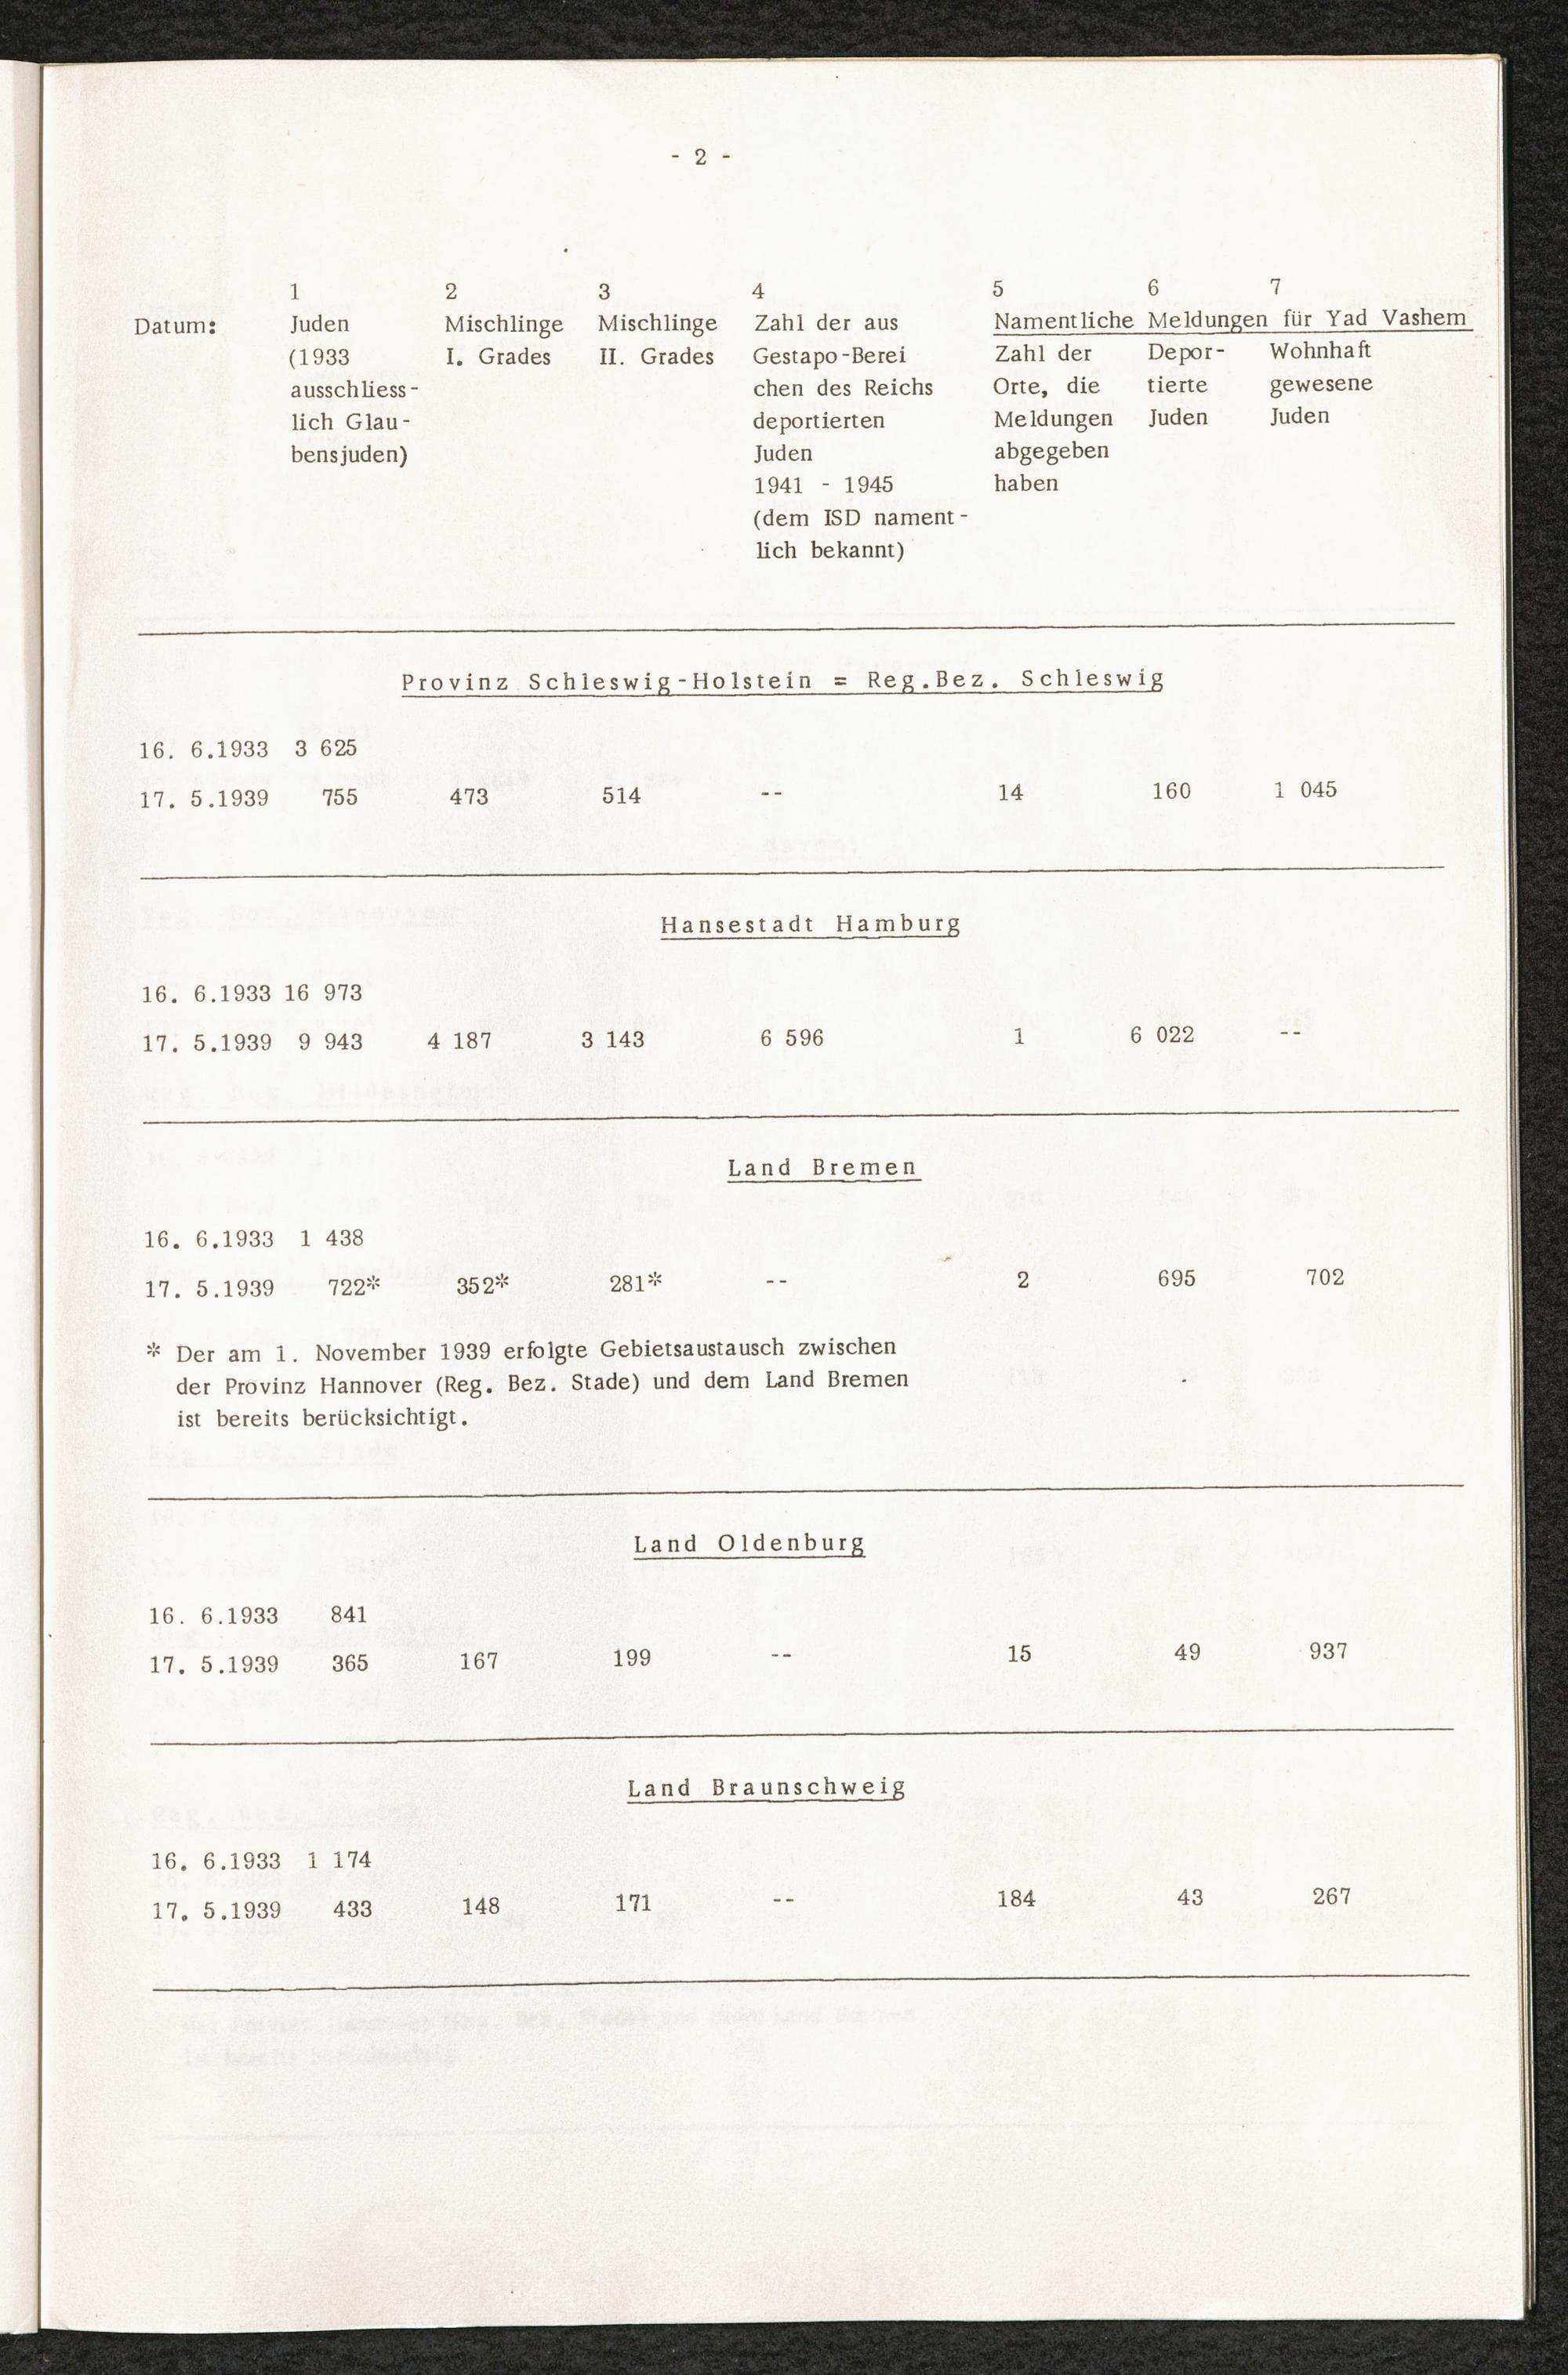 - 2 -
1 2 3 4 5 6 7
Datum: Juden Mischlinge Mischlinge Zahl der aus Namentliche Meldungen für Yad Vashem
(1933 I. Grades II. Grades Gestapo-Berei Zahl der Depor- Wohnhaft
ausschliess- chen des Reichs Orte, die tierte gewesene
lich Glau- deportierten Meldungen Juden Juden
bensjuden) Juden abgegeben
1941 - 1945 haben
(dem ISD nament-
lich bekannt)
Provinz Schleswig-Holstein = Reg.Bez. Schleswig
16. 6.1933 3 625
17. 5.1939 755 473 514 -- 14 160 1 045
Hansestadt Hamburg
16. 6.1933 16 973
17. 5.1939 9 943 4 187 3 143 6 596 1 6 022 --
Land Bremen
16. 6.1933 1 438
17. 5.1939 722* 352* 281* -- 2 695 702
* Der am 1. November 1939 erfolgte Gebietsaustausch zwischen
der Provinz Hannover (Reg. Bez. Stade) und dem Land Bremen
ist bereits berücksichtigt.
Land Oldenburg
16. 6.1933 841
17. 5.1939 365 167 199 -- 15 49 937
Land Braunschweig
16. 6.1933 1 174
17. 5.1939 433 148 171 -- 184 43 267